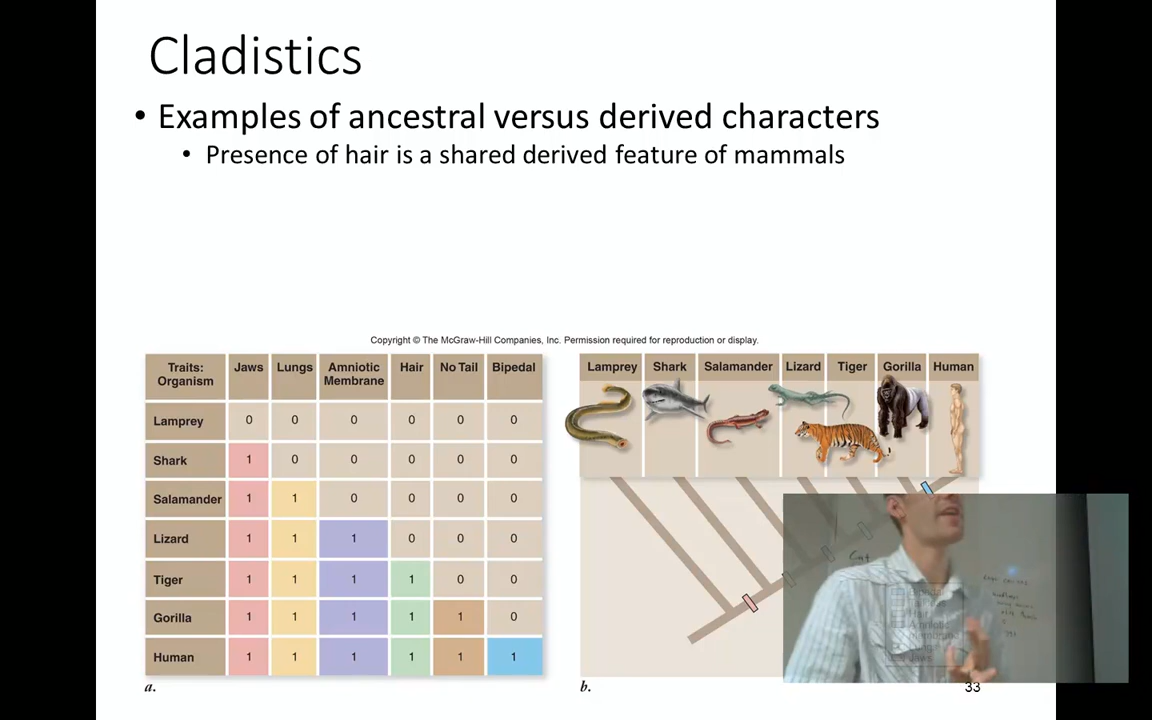 Cladistics
• Examples of ancestral versus derived characters
• Presence of hair is a shared derived feature of mammals
Copyright © The McGraw-Hill Companies, Inc. Permission required for reproduction or display.
Traits: Organism Jaws Lungs Amniotic Membrane Hair No Tail Bipedal
Lamprey 0 0 0 0 0 0
Shark 1 0 0 0 0 0
Salamander 1 1 0 0 0 0
Lizard 1 1 1 0 0 0
Tiger 1 1 1 1 0 0
Gorilla 1 1 1 1 1 0
Human 1 1 1 1 1 1
a.
Lamprey Shark Salamander Lizard Tiger Gorilla Human
Cat
Hair
Amniotic
membrane
Jaws
b.
33